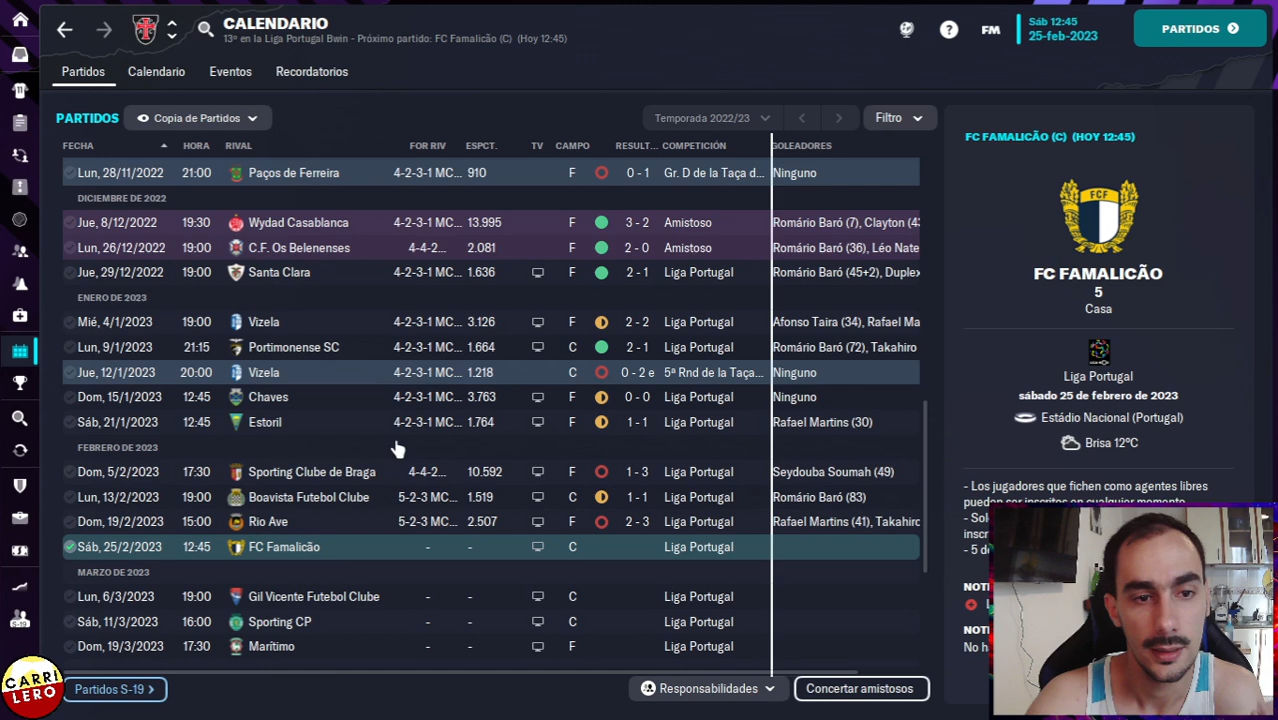 CALENDARIO
13º en la Liga Portugal Bwin - Próximo partido: FC Famalicão (C) (Hoy 12:45)
FM
Sáb 12:45
25-feb-2023
PARTIDOS
Partidos
Calendario
Eventos
Recordatorios
PARTIDOS
Copia de Partidos
Temporada 2022/23
Filtro
FECHA HORA RIVAL FOR RIV ESPCT. TV CAMPO RESULT... COMPETICIÓN GOLEADORES
Lun, 28/11/2022 21:00 Paços de Ferreira 4-2-3-1 MC... 910 F 0 - 1 Gr. D de la Taça d... Ninguno
DICIEMBRE DE 2022
Jue, 8/12/2022 19:30 Wydad Casablanca 4-2-3-1 MC... 13.995 F 3 - 2 Amistoso Romário Baró (7), Clayton (43
Lun, 26/12/2022 19:00 C.F. Os Belenenses 4-4-2... 2.081 F 2 - 0 Amistoso Romário Baró (36), Léo Nate
Jue, 29/12/2022 19:00 Santa Clara 4-2-3-1 MC... 1.636 F 2 - 1 Liga Portugal Romário Baró (45+2), Duplex
ENERO DE 2023
Mié, 4/1/2023 19:00 Vizela 4-2-3-1 MC... 3.126 F 2 - 2 Liga Portugal Afonso Taira (34), Rafael Ma
Lun, 9/1/2023 21:15 Portimonense SC 4-2-3-1 MC... 1.664 C 2 - 1 Liga Portugal Romário Baró (72), Takahiro
Jue, 12/1/2023 20:00 Vizela 4-2-3-1 MC... 1.218 C 0 - 2 e 5ª Rnd de la Taça... Ninguno
Dom, 15/1/2023 12:45 Chaves 4-2-3-1 MC... 3.763 F 0 - 0 Liga Portugal Ninguno
Sáb, 21/1/2023 12:45 Estoril 4-2-3-1 MC... 1.764 F 1 - 1 Liga Portugal Rafael Martins (30)
FEBRERO DE 2023
Dom, 5/2/2023 17:30 Sporting Clube de Braga 4-4-2... 10.592 F 1 - 3 Liga Portugal Seydouba Soumah (49)
Lun, 13/2/2023 19:00 Boavista Futebol Clube 5-2-3 MC... 1.519 C 1 - 1 Liga Portugal Romário Baró (83)
Dom, 19/2/2023 15:00 Rio Ave 5-2-3 MC... 2.507 F 2 - 3 Liga Portugal Rafael Martins (41), Takahiro
Sáb, 25/2/2023 12:45 FC Famalicão - - C Liga Portugal
MARZO DE 2023
Lun, 6/3/2023 19:00 Gil Vicente Futebol Clube - - C Liga Portugal
Sáb, 11/3/2023 16:00 Sporting CP - - C Liga Portugal
Dom, 19/3/2023 17:30 Marítimo - - F Liga Portugal
Partidos S-19
Responsabilidades
Concertar amistosos
FC FAMALICÃO (C) (HOY 12:45)
FCF
FC FAMALICÃO
5
Casa
Liga Portugal
sábado 25 de febrero de 2023
Estádio Nacional (Portugal)
Brisa 12ºC
- Los jugadores que fichen como agentes libres
pueden ser inscritos en cualquier momento
CARRI
LERO